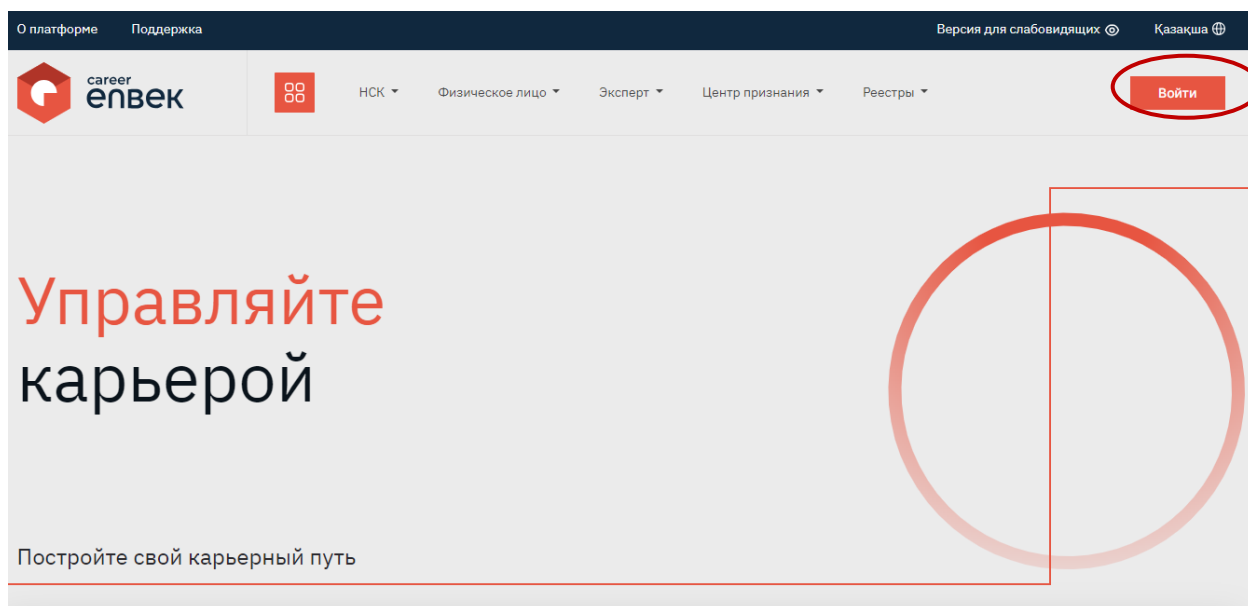 О платформе Поддержка Версия для слабовидящих Қазақша
career
enbek
НСК Физическое лицо Эксперт Центр признания Реестры Войти
Управляйте
карьерой
Постройте свой карьерный путь